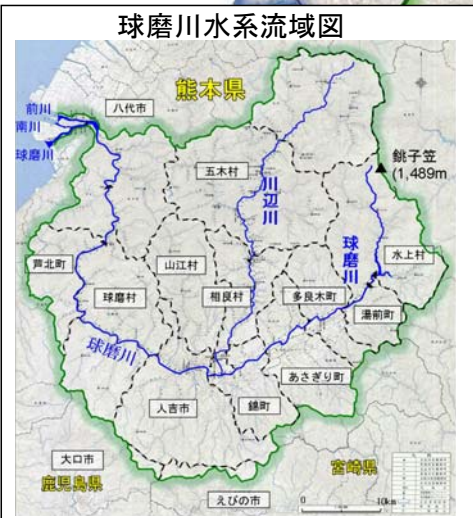 球磨川水系流域図
熊本県
前川
南川
球磨川
八代市
五木村
川辺川
銚子笠
(1,489m
球磨川
水上村
芦北町
山江村
球磨村
相良村
多良木町
湯前町
球磨川
あさぎり町
人吉市
錦町
大口市
鹿児島県
宮崎県
えびの市
0 10km